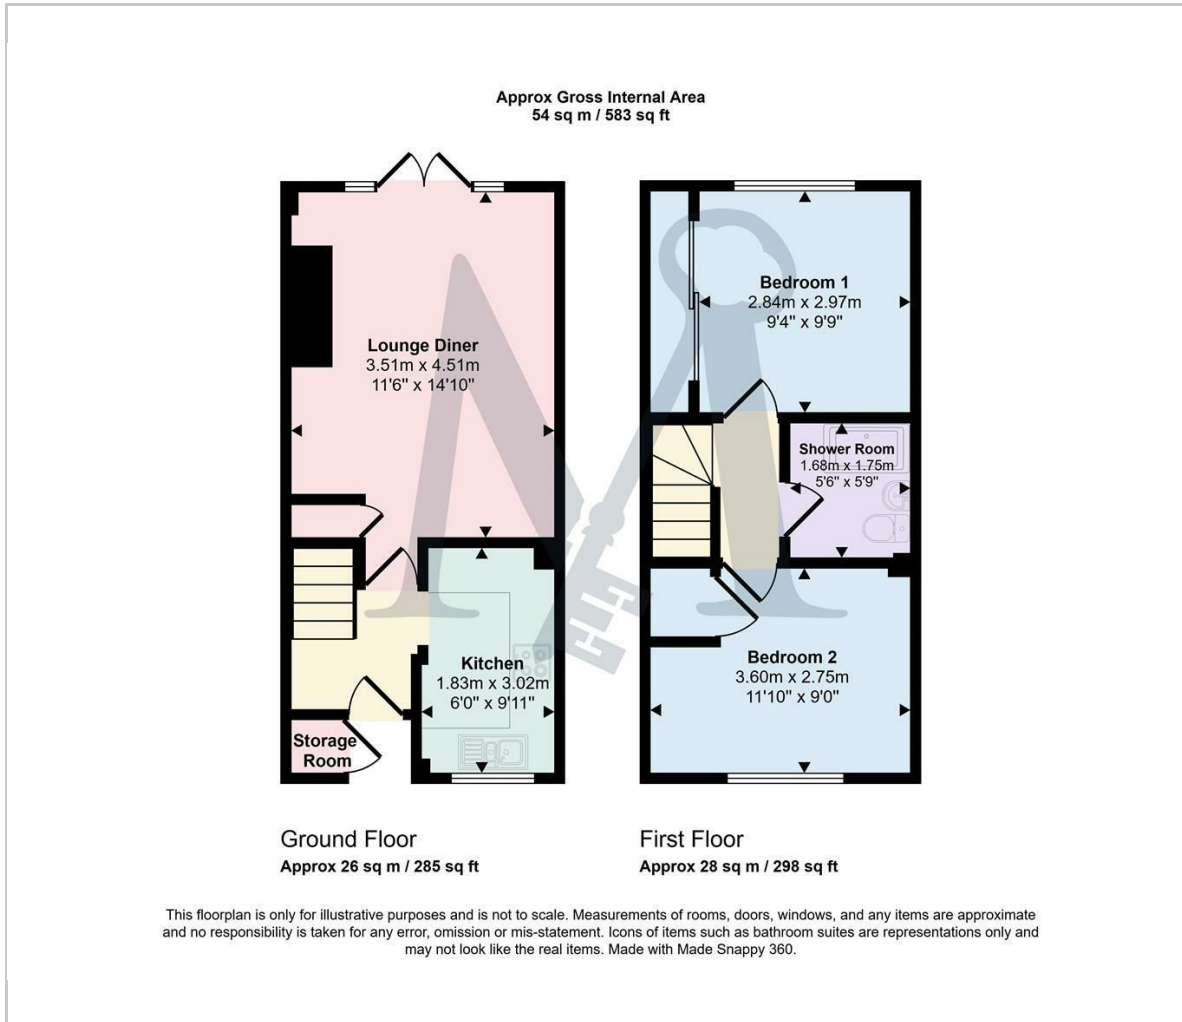 Approx Gross Internal Area
54 sq m / 583 sq ft
Lounge Diner
3.51m x 4.51m
11'6" x 14'10"
Kitchen
1.83m x 3.02m
6'0" x 9'11"
Storage
Room
Bedroom 1
2.84m x 2.97m
9'4" x 9'9"
Shower Room
1.68m x 1.75m
5'6" x 5'9"
Bedroom 2
3.60m x 2.75m
11'10" x 9'0"
Ground Floor
Approx 26 sq m / 285 sq ft
First Floor
Approx 28 sq m / 298 sq ft
This floorplan is only for illustrative purposes and is not to scale. Measurements of rooms, doors, windows, and any items are approximate
and no responsibility is taken for any error, omission or mis-statement. Icons of items such as bathroom suites are representations only and
may not look like the real items. Made with Made Snappy 360.